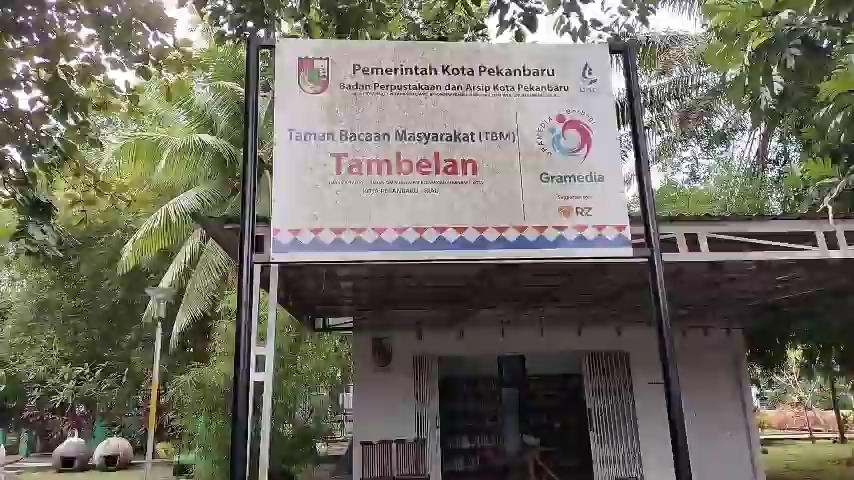 Pemerintah Kota Pekanbaru
Badan Perpustakaan dan Arsip Kota Pekanbaru
Taman Bacaan Masyarakat (TBM)
Tambelan
KOTA PEKANBARU - RIAU
Gramedia
RZ